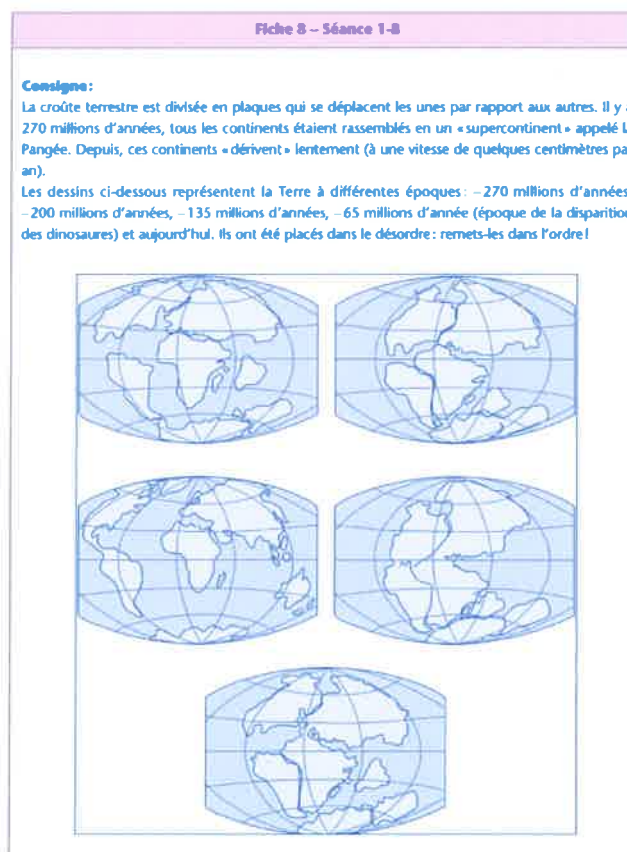 Fiche 8 – Séance 1-8
Consigne :
La croûte terrestre est divisée en plaques qui se déplacent les unes par rapport aux autres. Il y
270 millions d'années, tous les continents étaient rassemblés en un « supercontinent » appelé
Pangée. Depuis, ces continents « dérivent » lentement (à une vitesse de quelques centimètres pa
an).
Les dessins ci-dessous représentent la Terre à différentes époques : – 270 millions d'années
– 200 millions d'années, – 135 millions d'années, – 65 millions d'année (époque de la disparition
des dinosaures) et aujourd'hui. Ils ont été placés dans le désordre : remets-les dans l'ordre !